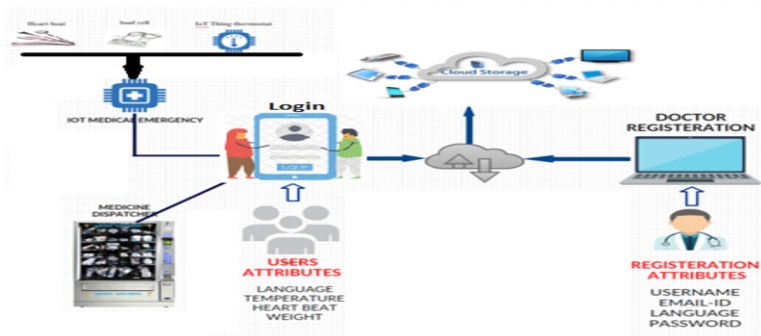 Heart beat
load cell
IoT Thing thermostat
IOT MEDICAL EMERGENCY
Login
Log in
Cloud Storage
DOCTOR
REGISTERATION
MEDICINE
DISPATCHER
USERS
ATTRIBUTES
LANGUAGE
TEMPERATURE
HEART BEAT
WEIGHT
REGISTERATION
ATTRIBUTES
USERNAME
EMAIL-ID
LANGUAGE
PASSWORD